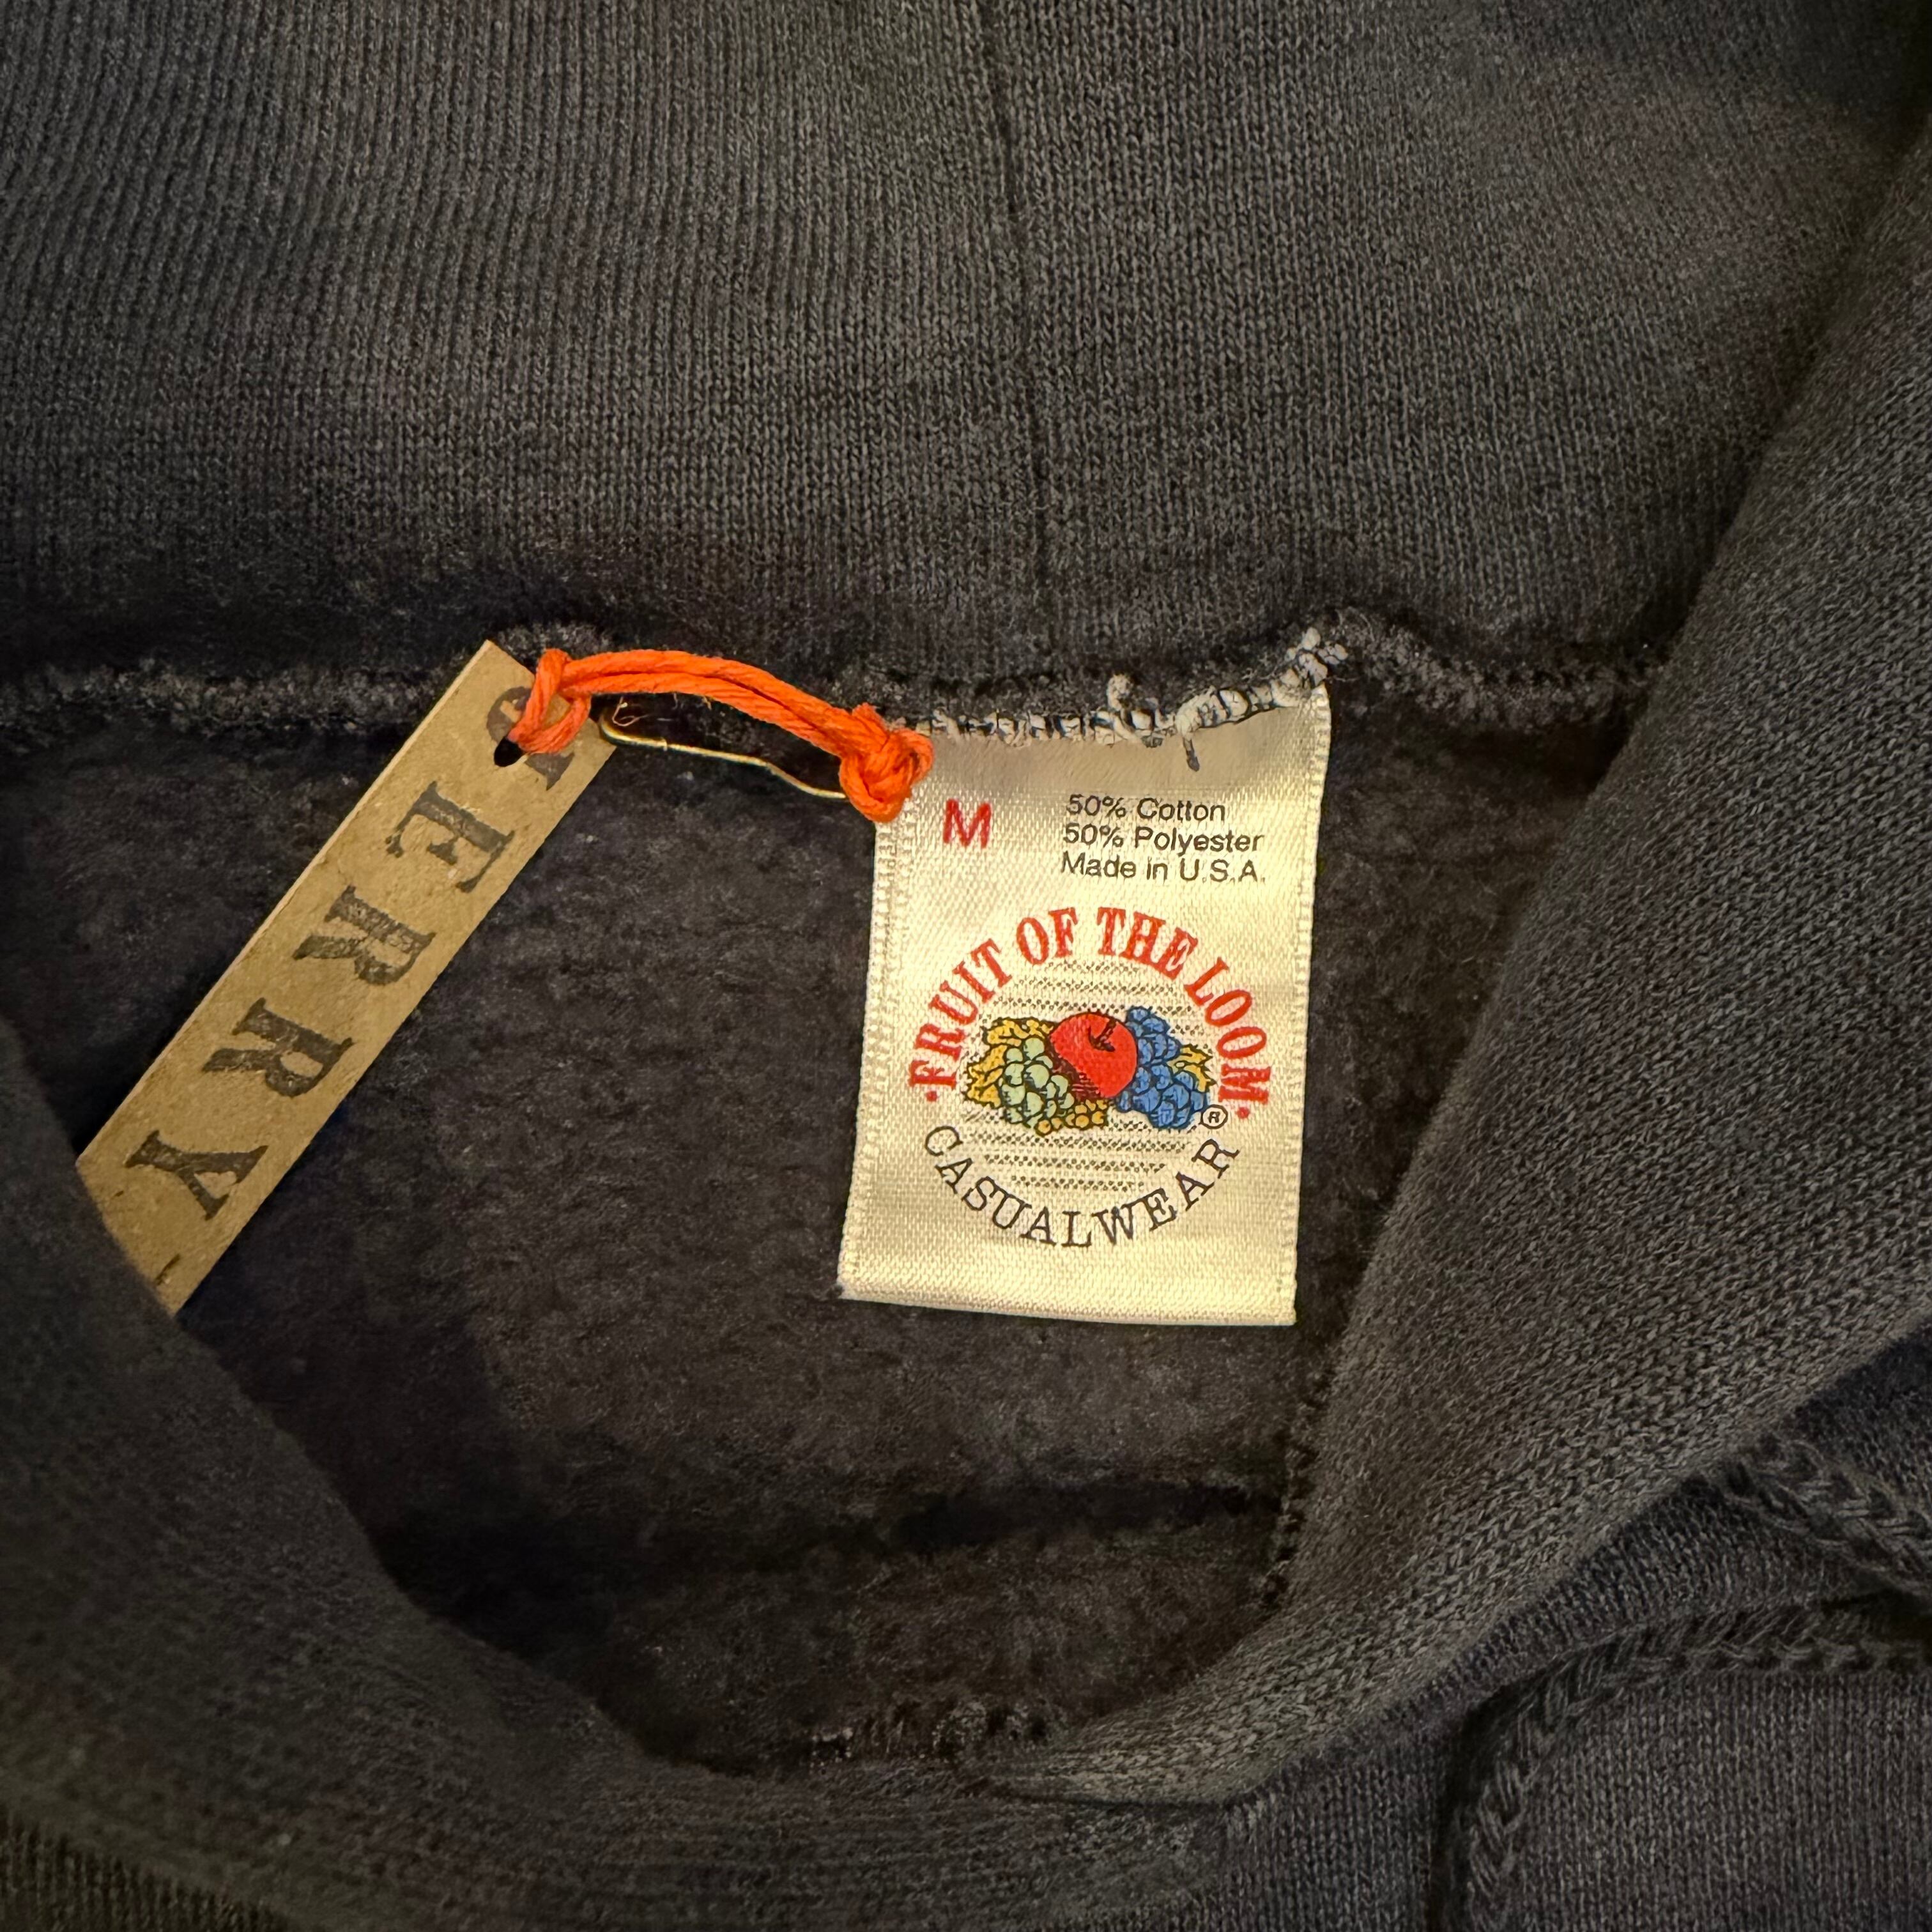 M
50% Cotton
50% Polyester
Made in U.S.A.
·FRUIT OF THE LOOM·
®
CASUALWEAR
ERRY